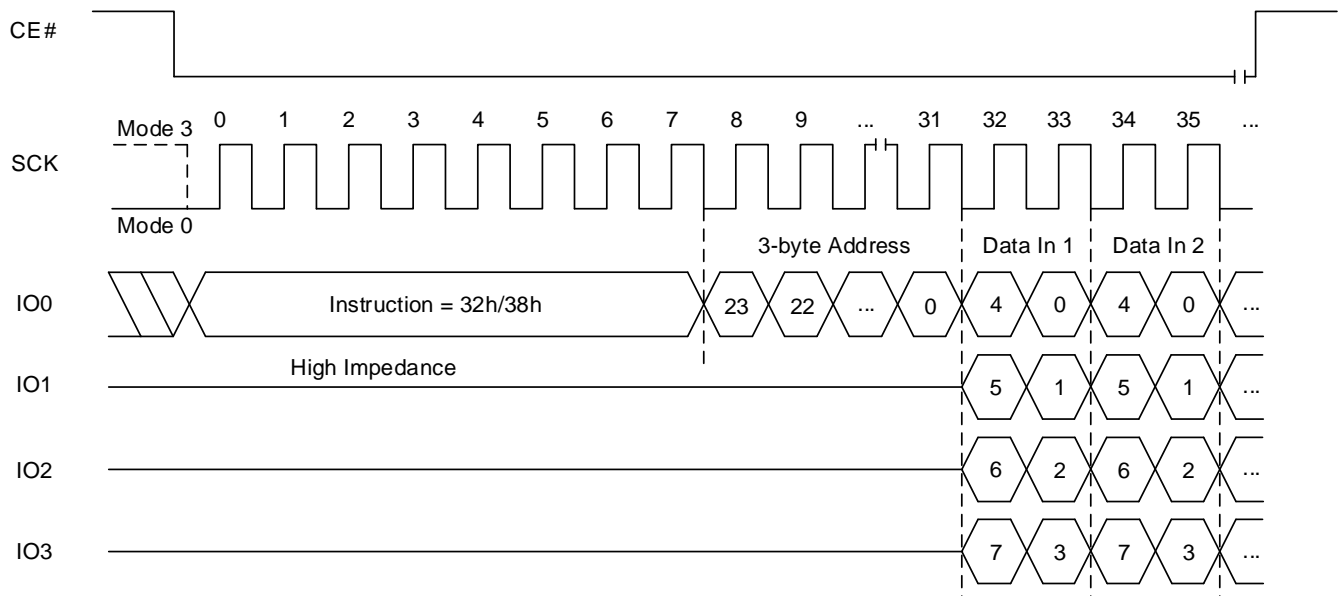 CE#
Mode 3 0 1 2 3 4 5 6 7 8 9 ... 31 32 33 34 35 ...
SCK
Mode 0
3-byte Address Data In 1 Data In 2
IO0 Instruction = 32h/38h 23 22 ... 0 4 0 4 0 ...
High Impedance
IO1 5 1 5 1 ...
IO2 6 2 6 2 ...
IO3 7 3 7 3 ...